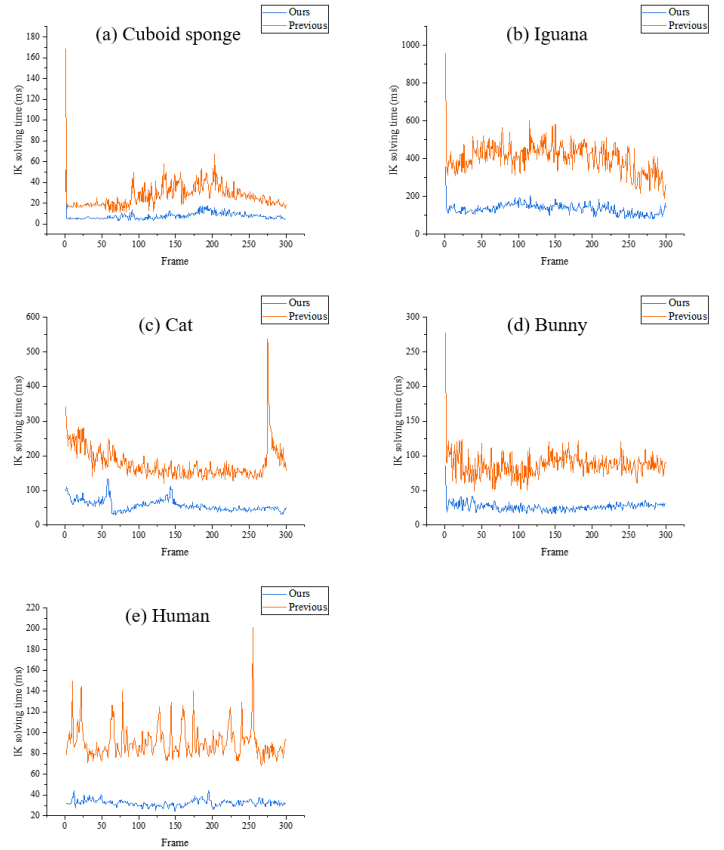 Ours
Previous
(a) Cuboid sponge
180
160
140
120
100
80
60
40
20
0
IK solving time (ms)
0 50 100 150 200 250 300
Frame
Ours
Previous
(b) Iguana
1000
800
600
400
200
0
IK solving time (ms)
0 50 100 150 200 250 300
Frame
Ours
Previous
(c) Cat
600
500
400
300
200
100
0
IK solving time (ms)
0 50 100 150 200 250 300
Frame
Ours
Previous
(d) Bunny
300
250
200
150
100
50
0
IK solving time (ms)
0 50 100 150 200 250 300
Frame
Ours
Previous
(e) Human
220
200
180
160
140
120
100
80
60
40
20
IK solving time (ms)
0 50 100 150 200 250 300
Frame